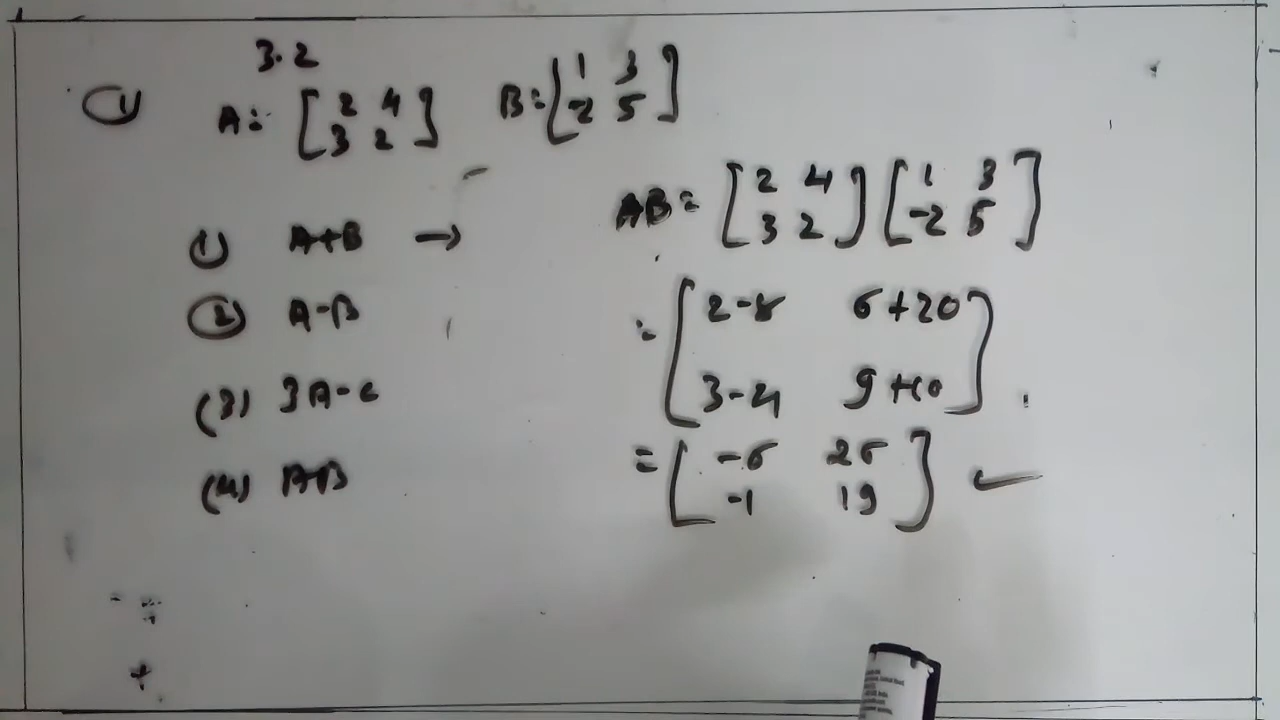 3.2
(1) A = [ 2 4 B = [ 1 3
3 2 ] -2 5 ]
AB = [ 2 4 ] [ 1 3 ]
3 2 -2 5
(1) A+B →
= [ 2-8 6+20 ]
(2) A-B
3-4 9+10
(3) 3A-C
= [ -6 26 ]
(4) AB
-1 19